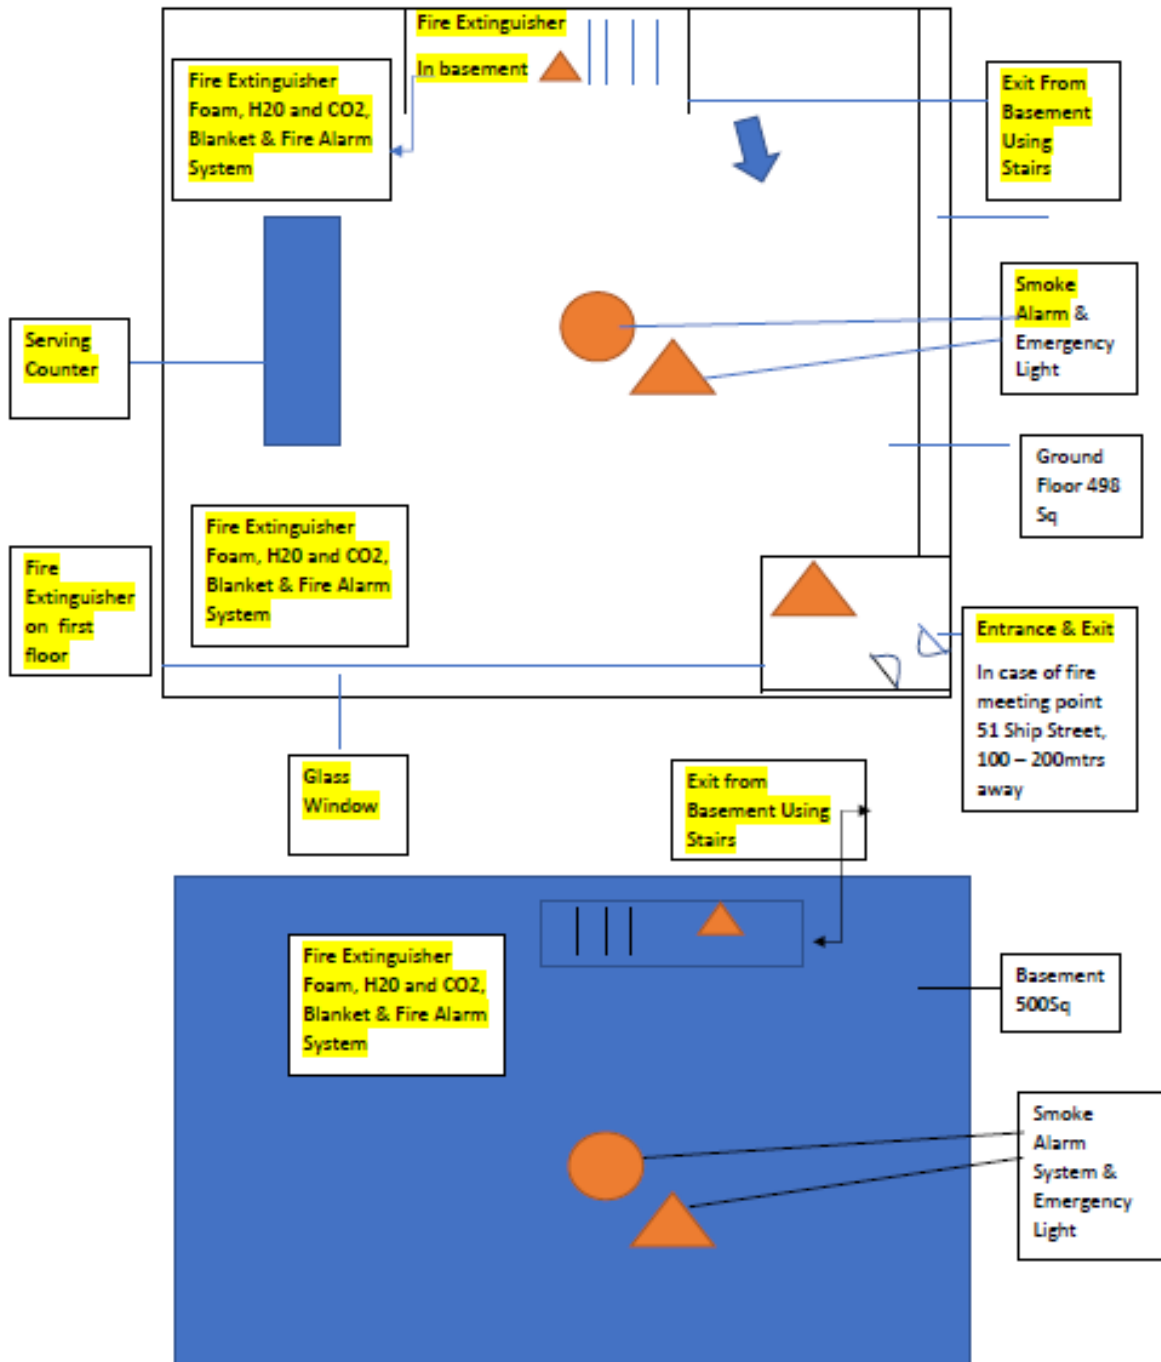 Fire Extinguisher
In basement
Fire Extinguisher
Foam, H20 and CO2,
Blanket & Fire Alarm
System
Exit From
Basement
Using
Stairs
Smoke
Alarm &
Emergency
Light
Serving
Counter
Ground
Floor 498
Sq
Fire Extinguisher
Foam, H20 and CO2,
Blanket & Fire Alarm
System
Fire
Extinguisher
on first
floor
Entrance & Exit
In case of fire
meeting point
51 Ship Street,
100 – 200mtrs
away
Glass
Window
Exit from
Basement Using
Stairs
Fire Extinguisher
Foam, H20 and CO2,
Blanket & Fire Alarm
System
Basement
500Sq
Smoke
Alarm
System &
Emergency
Light